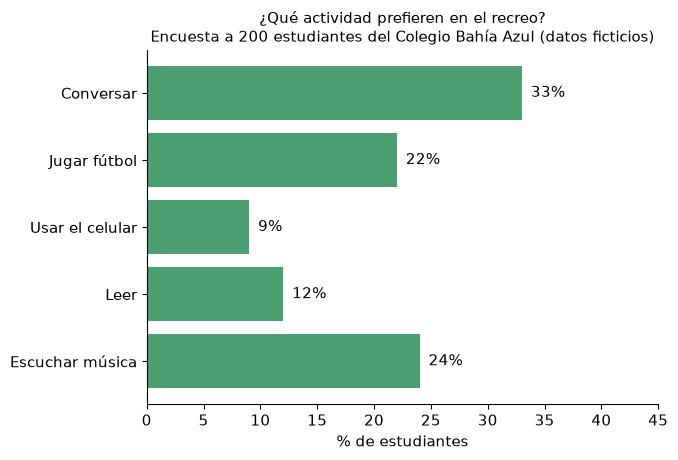 ¿Qué actividad prefieren en el recreo?
Encuesta a 200 estudiantes del Colegio Bahía Azul (datos ficticios)
Conversar 33%
Jugar fútbol 22%
Usar el celular 9%
Leer 12%
Escuchar música 24%
0 5 10 15 20 25 30 35 40 45
% de estudiantes